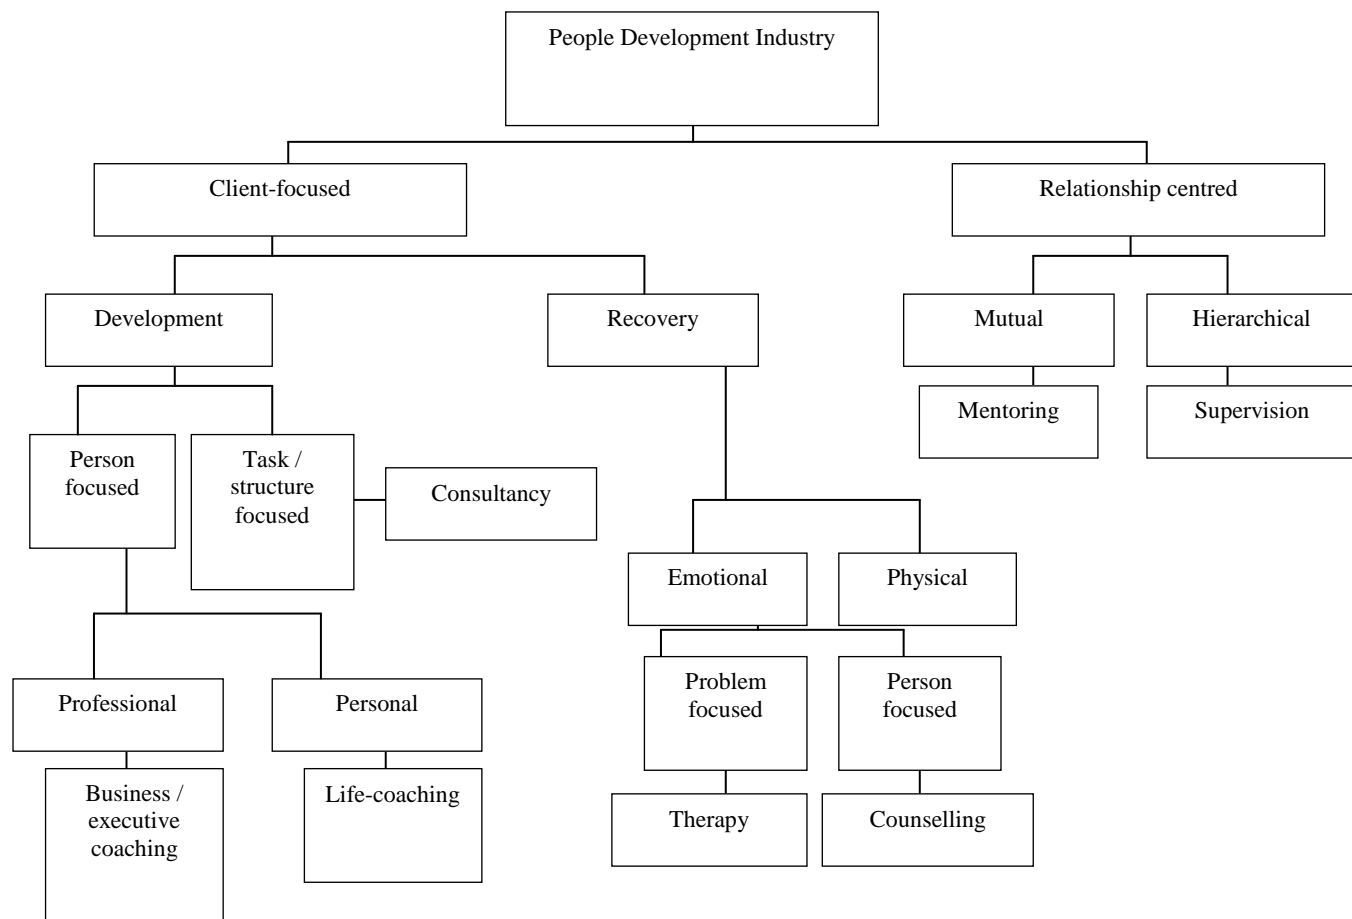 People Development Industry
Client-focused
Relationship centred
Development
Recovery
Mutual
Hierarchical
Mentoring
Supervision
Person
focused
Task /
structure
focused
Consultancy
Emotional
Physical
Professional
Personal
Problem
focused
Person
focused
Business /
executive
coaching
Life-coaching
Therapy
Counselling